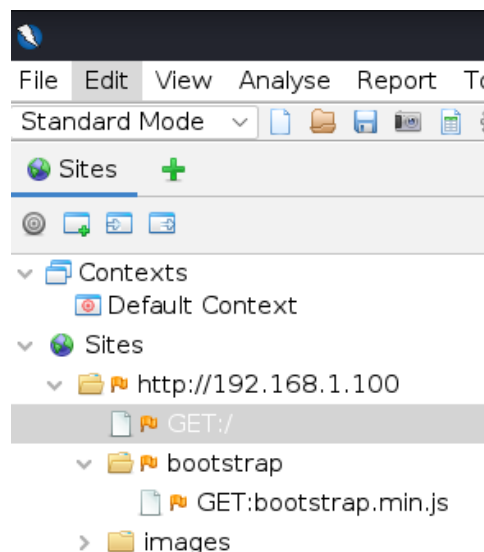 File Edit View Analyse Report
Standard Mode
Sites
Contexts
Default Context
Sites
http://192.168.1.100
GET:/
bootstrap
GET:bootstrap.min.js
images